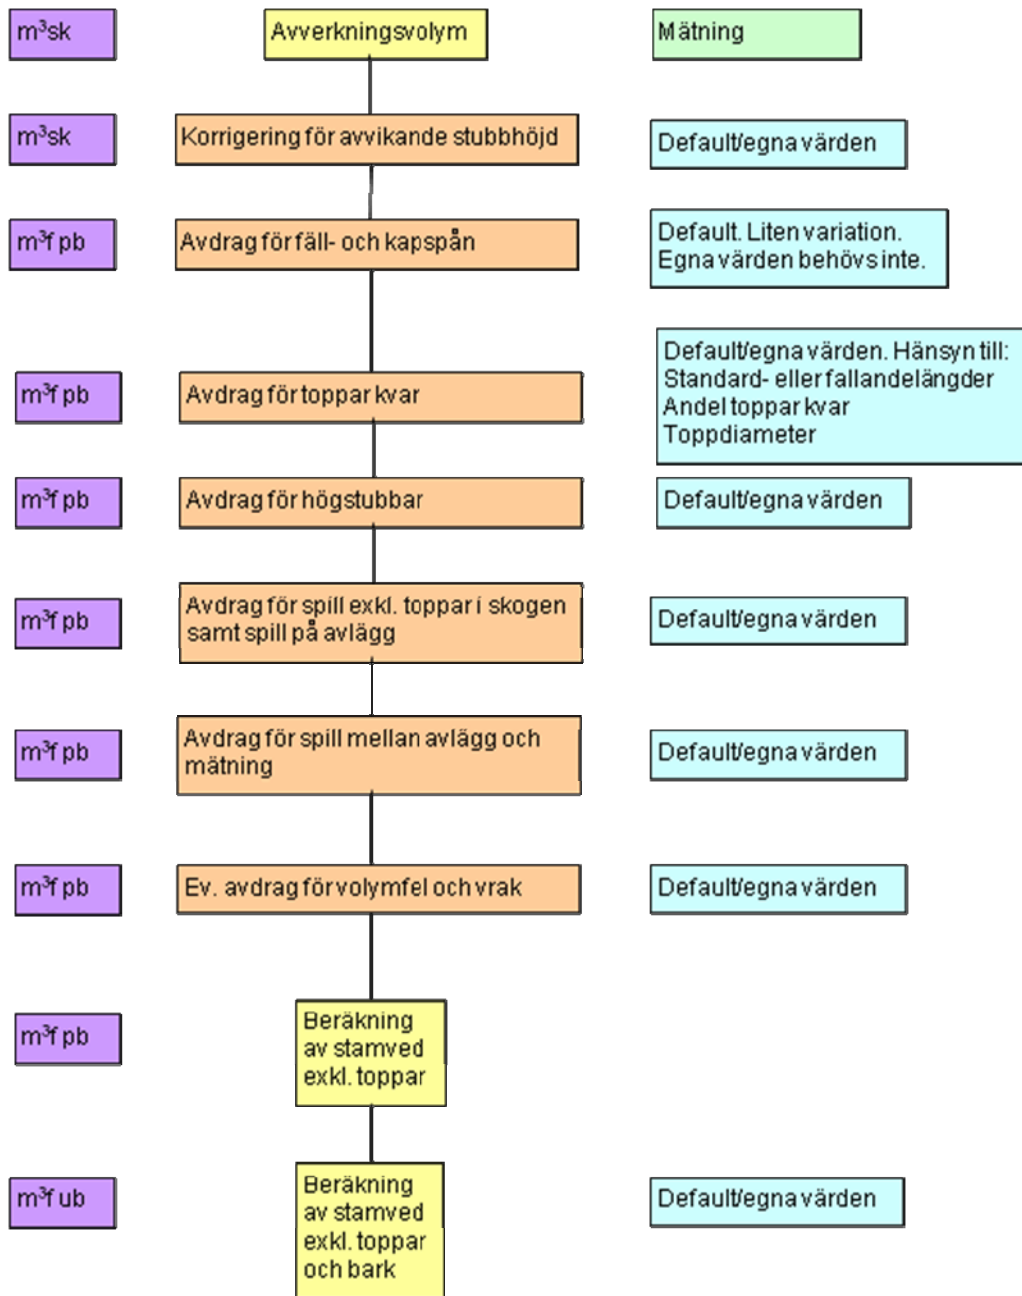 m³sk
Avverkningsvolym
Mätning
m³sk
Korrigering för avvikande stubbhöjd
Default/egna värden
m³f pb
Avdrag för fäll- och kapspån
Default. Liten variation.
Egna värden behövs inte.
m³f pb
Avdrag för toppar kvar
Default/egna värden. Hänsyn till:
Standard- eller fallandelängder
Andel toppar kvar
Toppdiameter
m³f pb
Avdrag för högstubbar
Default/egna värden
m³f pb
Avdrag för spill exkl. toppar i skogen
samt spill på avlägg
Default/egna värden
m³f pb
Avdrag för spill mellan avlägg och
mätning
Default/egna värden
m³f pb
Ev. avdrag för volymfel och vrak
Default/egna värden
m³f pb
Beräkning
av stamved
exkl. toppar
m³f ub
Beräkning
av stamved
exkl. toppar
och bark
Default/egna värden